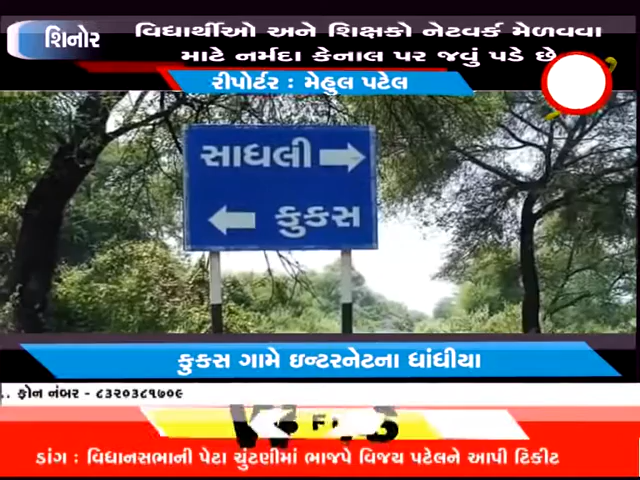 શિનોર
વિદ્યાર્થીઓ અને શિક્ષકો નેટવર્ક મેળવવા
માટે નર્મદા કેનાલ પર જવું પડે છે
રીપોર્ટર : મેહુલ પટેલ
સાધલી
કુકસ
કુકસ ગામે ઇન્ટરનેટના ધાંધીયા
.. ફોન નંબર - ૮૩૨૦૩૮૧૭૦૯
ડાંગ : વિધાનસભાની પેટા ચુંટણીમાં ભાજપે વિજય પટેલને આપી ટિકીટ